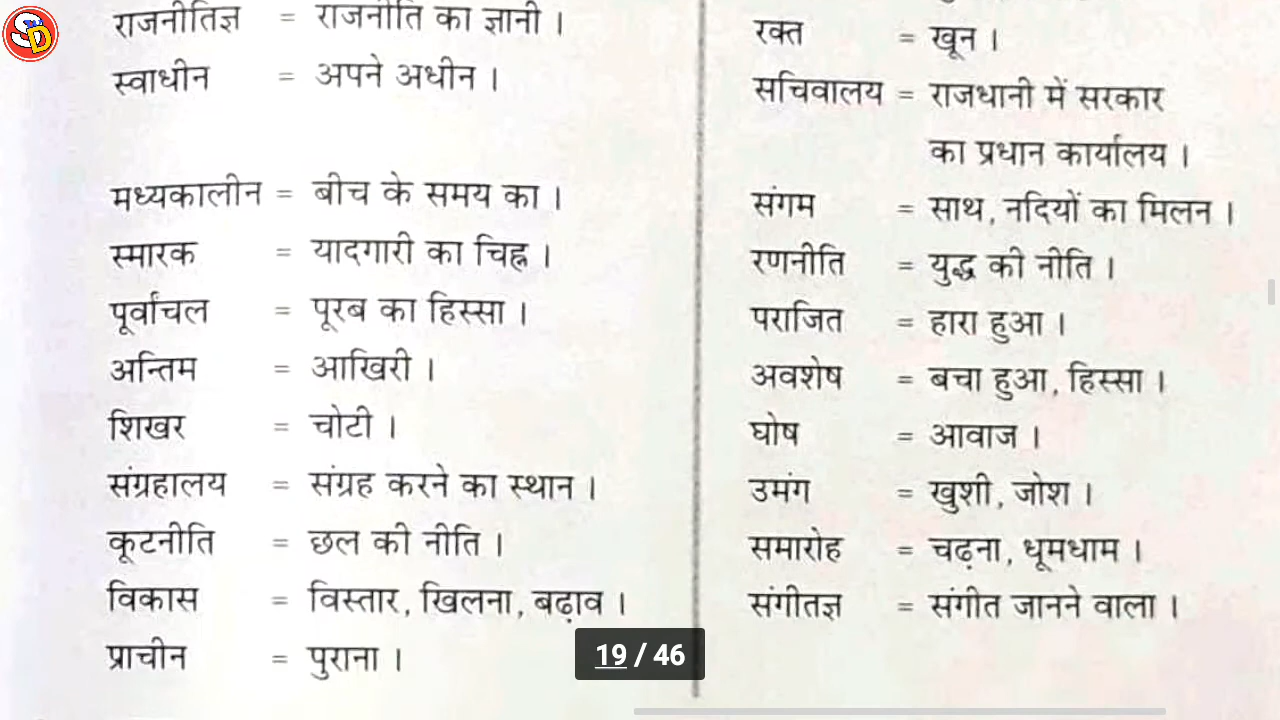 SD
राजनीतिज्ञ = राजनीति का ज्ञानी ।
स्वाधीन = अपने अधीन ।
मध्यकालीन = बीच के समय का ।
स्मारक = यादगारी का चिह्न ।
पूर्वांचल = पूरब का हिस्सा ।
अन्तिम = आखिरी ।
शिखर = चोटी ।
संग्रहालय = संग्रह करने का स्थान ।
कूटनीति = छल की नीति ।
विकास = विस्तार, खिलना, बढ़ाव ।
प्राचीन = पुराना ।
रक्त = खून ।
सचिवालय = राजधानी में सरकार
का प्रधान कार्यालय ।
संगम = साथ, नदियों का मिलन ।
रणनीति = युद्ध की नीति ।
पराजित = हारा हुआ ।
अवशेष = बचा हुआ, हिस्सा ।
घोष = आवाज ।
उमंग = खुशी, जोश ।
समारोह = चढ़ना, धूमधाम ।
संगीतज्ञ = संगीत जानने वाला ।
19 / 46